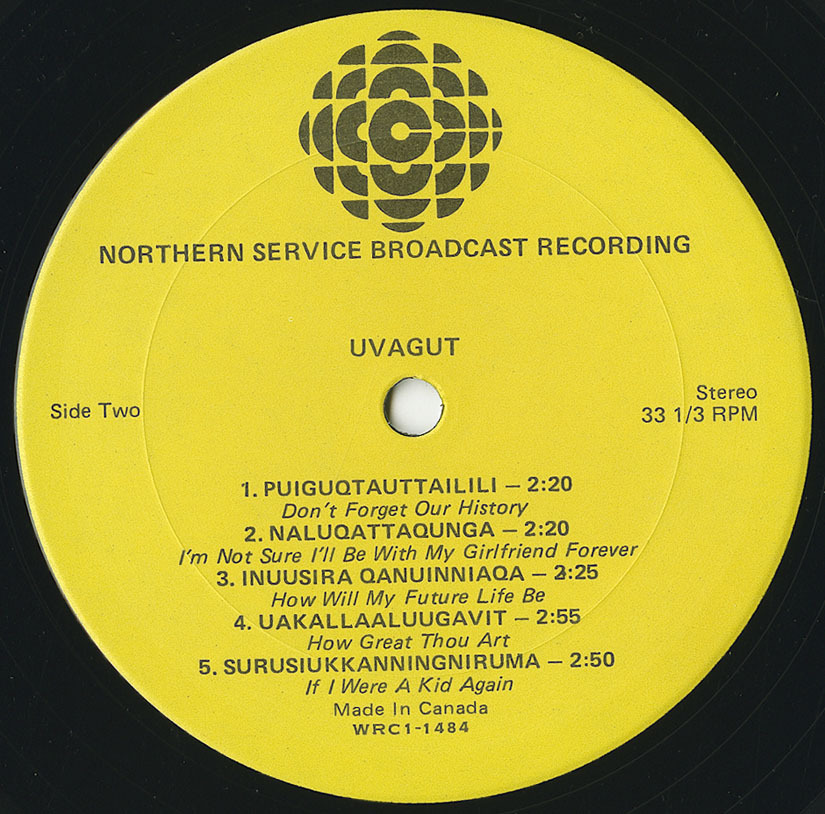 NORTHERN SERVICE BROADCAST RECORDING
UVAGUT
Side Two
Stereo
33 1/3 RPM
1. PUIGUQTAUTTAILILI — 2:20
Don't Forget Our History
2. NALUQATTAQUNGA — 2:20
I'm Not Sure I'll Be With My Girlfriend Forever
3. INUUSIRA QANUINNIAQA — 2:25
How Will My Future Life Be
4. UAKALLAALUUGAVIT — 2:55
How Great Thou Art
5. SURUSIUKKANNINGNIRUMA — 2:50
If I Were A Kid Again
Made In Canada
WRC1-1484